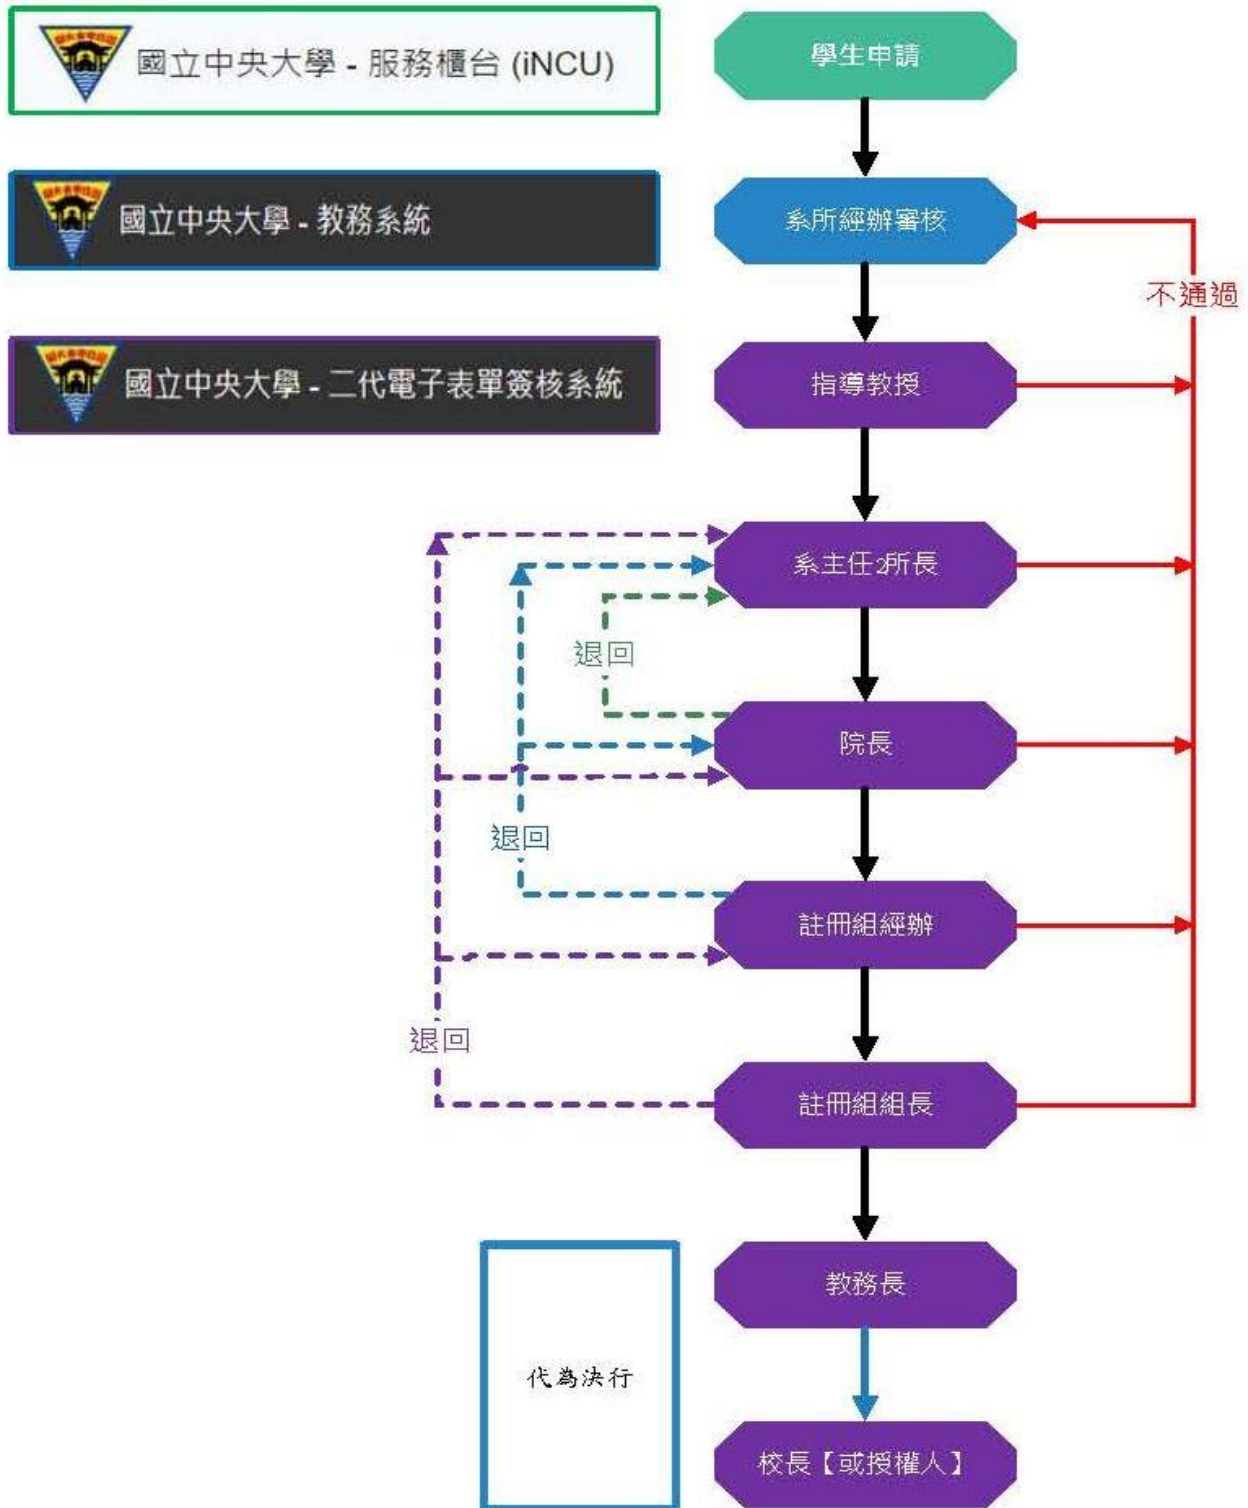 國立中央大學 - 服務櫃台 (iNCU)
學生申請
國立中央大學 - 教務系統
系所經辦審核
不通過
國立中央大學 - 二代電子表單簽核系統
指導教授
系主任2所長
退回
院長
退回
註冊組經辦
退回
註冊組組長
教務長
代為決行
校長【或授權人】